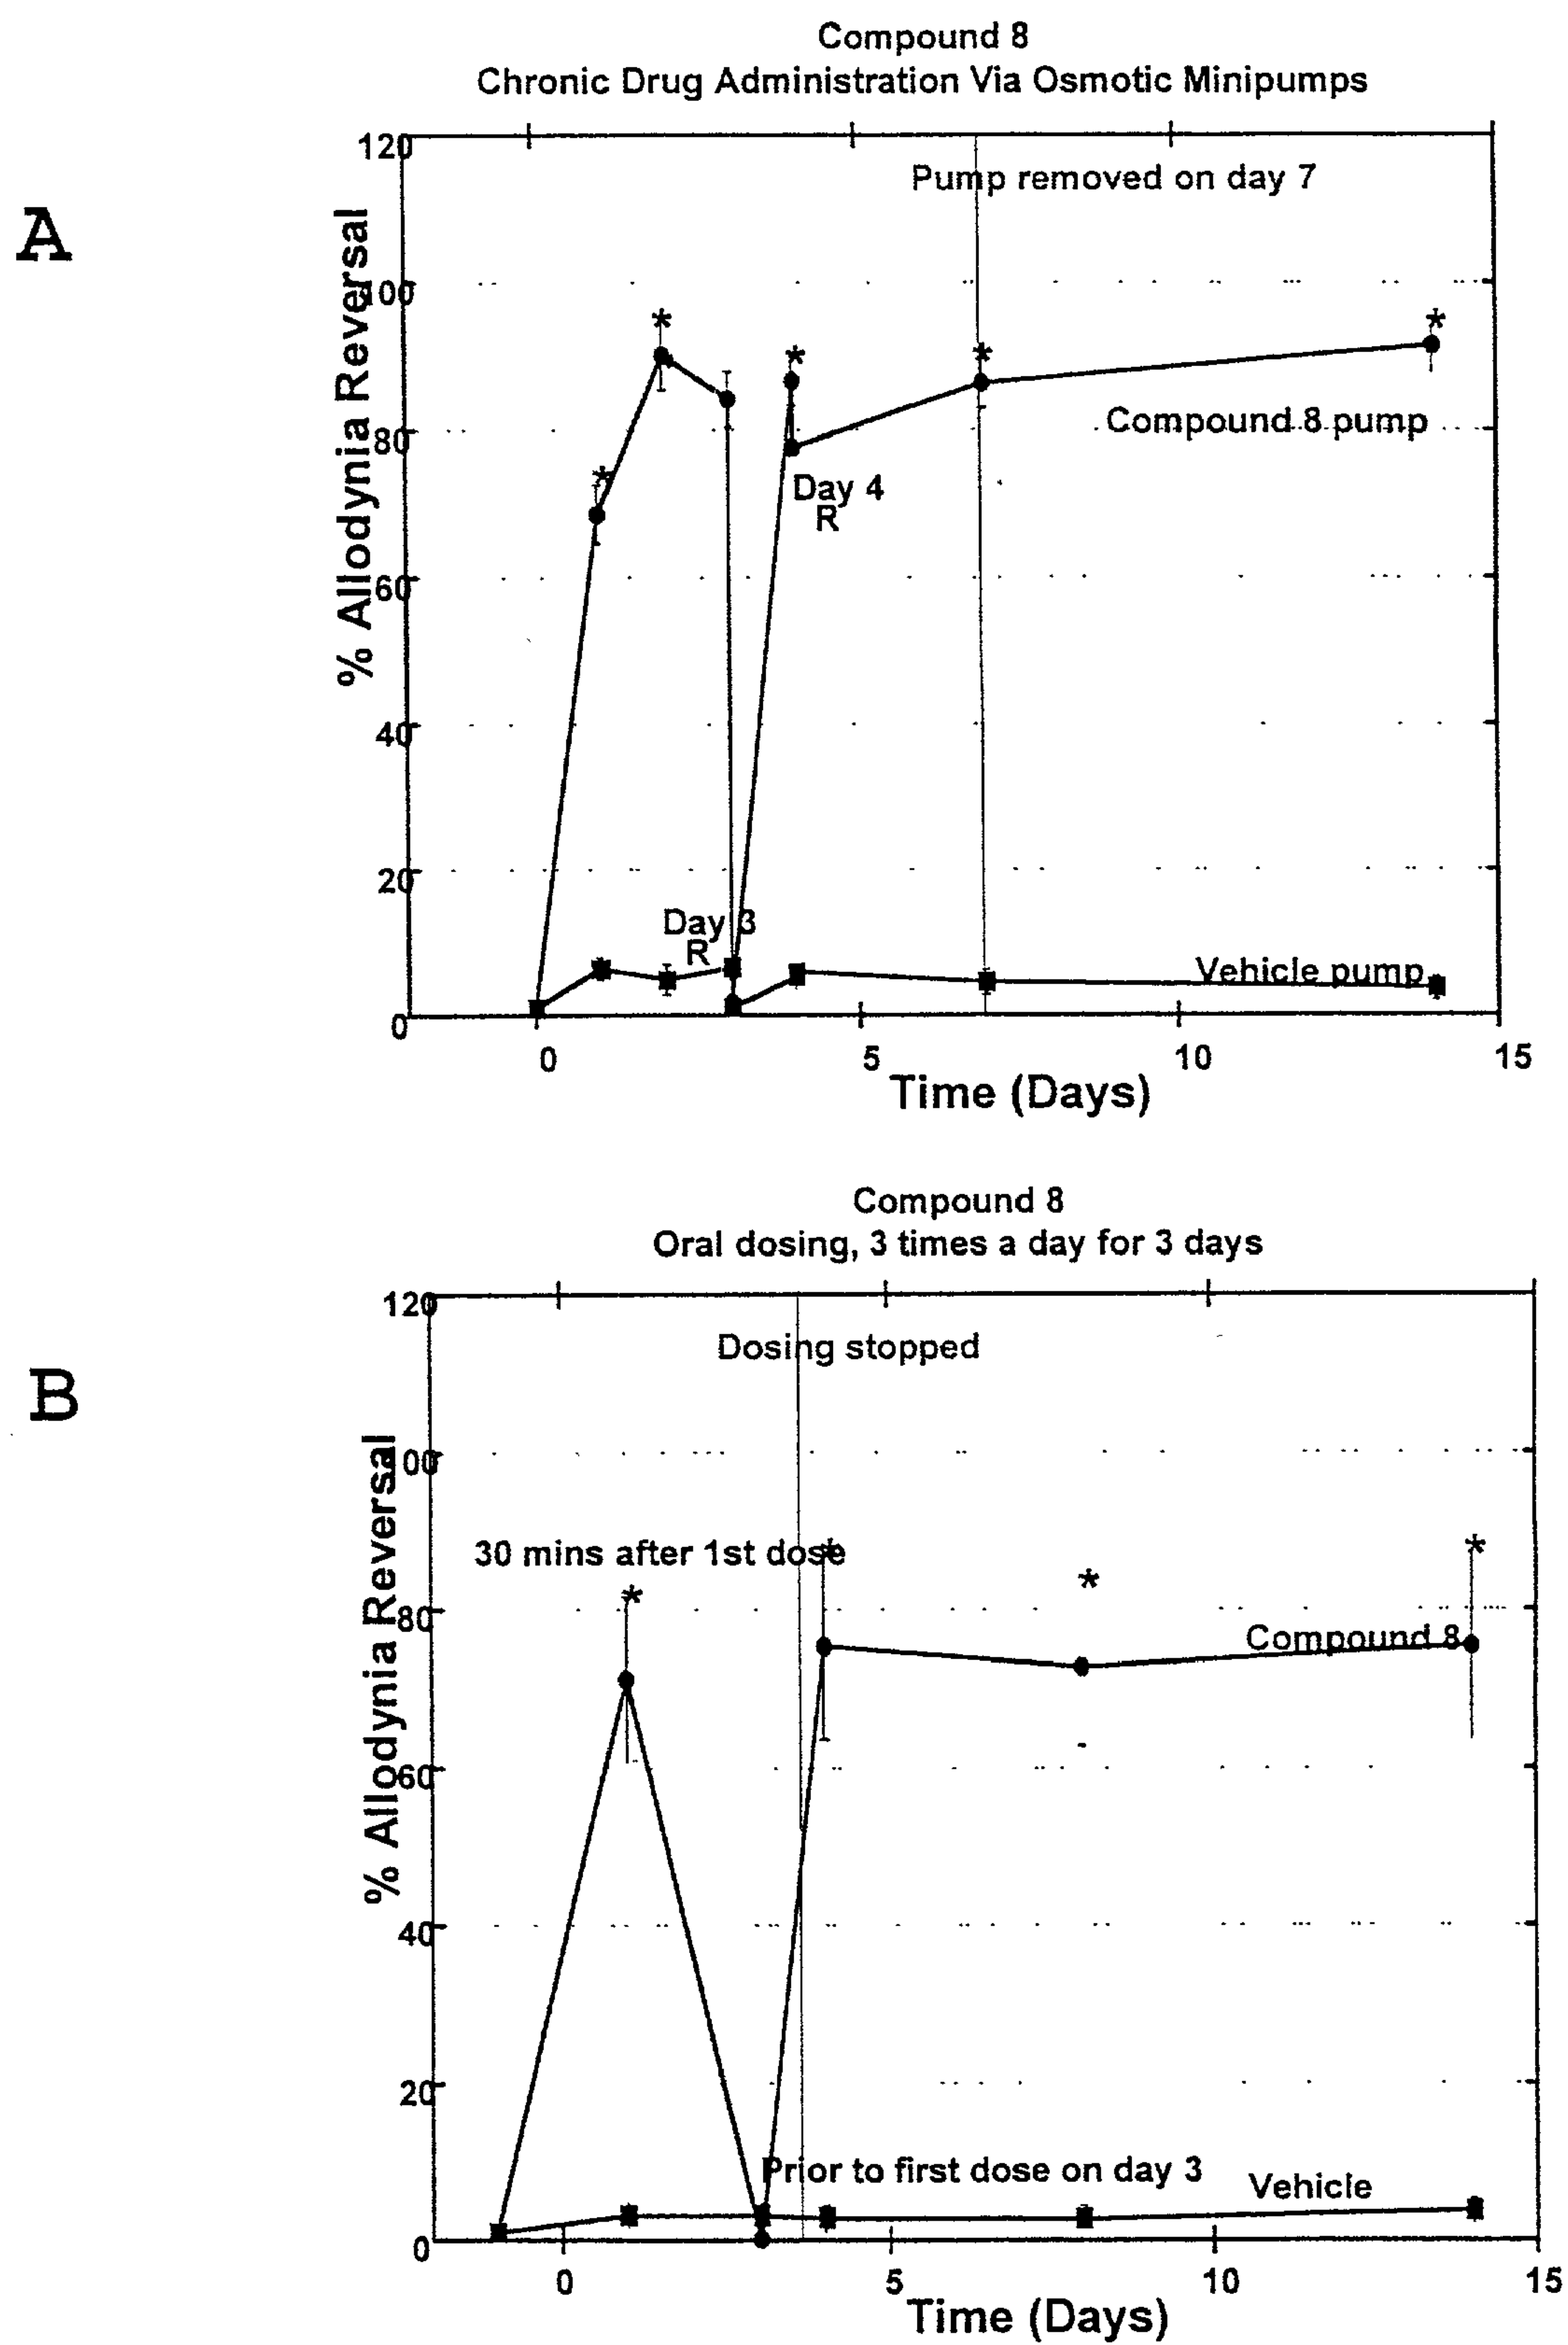 Compound 8
Chronic Drug Administration Via Osmotic Minipumps
A
% Allodynia Reversal
120
100
80
60
40
20
0
Pump removed on day 7
*
*
*
*
*
Compound 8 pump
Day 4
R
Day 3
R
Vehicle pump
0 5 10 15
Time (Days)
Compound 8
Oral dosing, 3 times a day for 3 days
B
% Allodynia Reversal
120
100
80
60
40
20
0
Dosing stopped
30 mins after 1st dose
*
*
*
*
Compound 8
Prior to first dose on day 3
Vehicle
0 5 10 15
Time (Days)